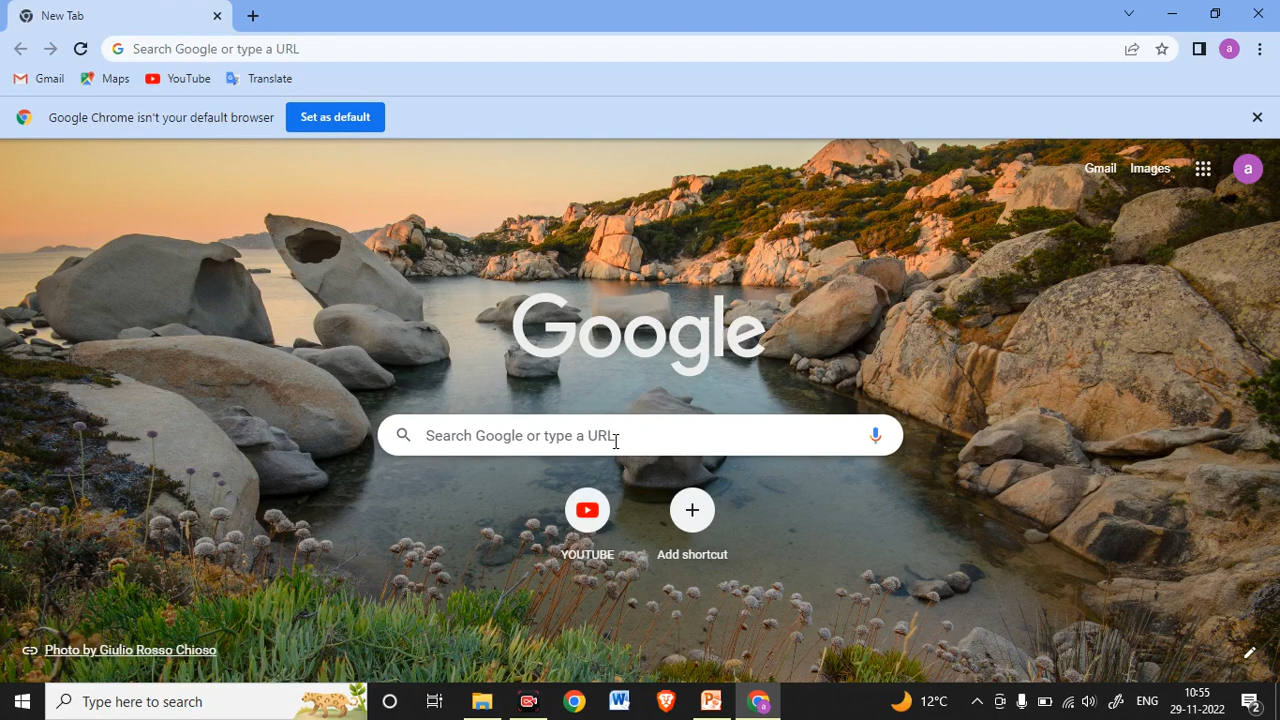 New Tab
Search Google or type a URL
a
Gmail Maps YouTube Translate
Google Chrome isn't your default browser Set as default
Gmail Images a
Google
Search Google or type a URL
YOUTUBE Add shortcut
Photo by Giulio Rosso Chioso
Type here to search
W
P
a
12°C
ENG
10:55
29-11-2022
2